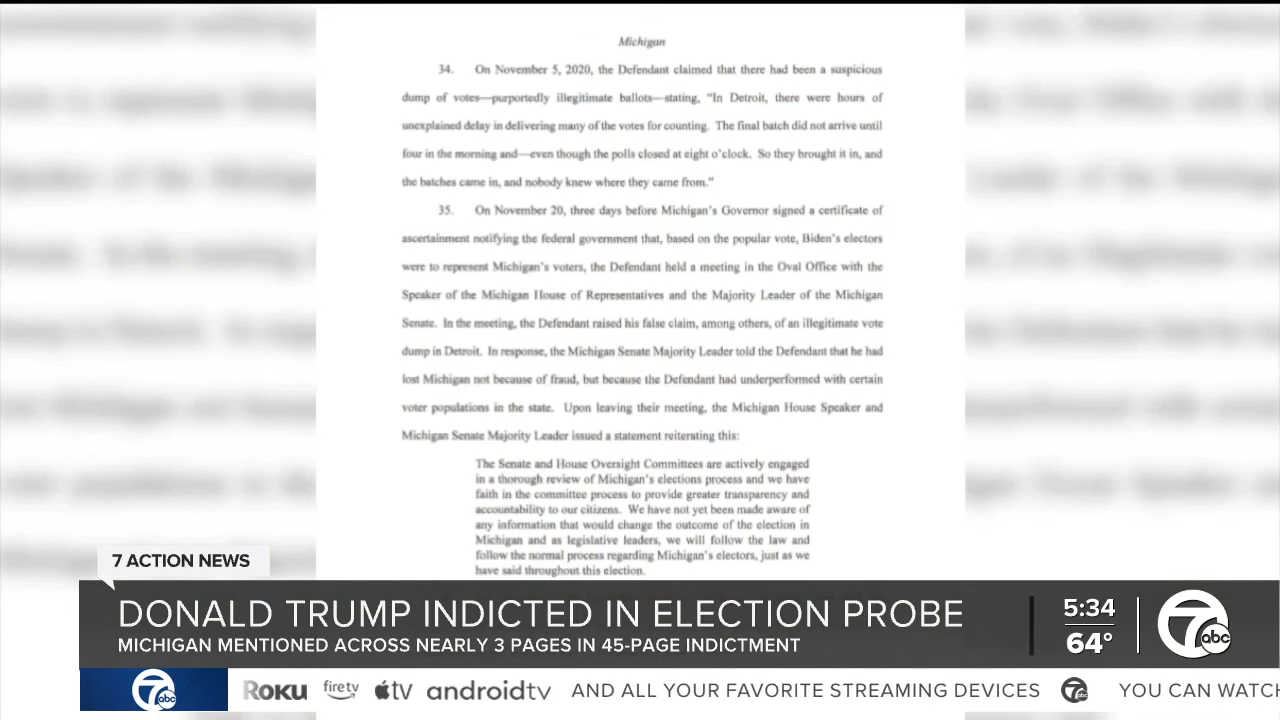 Michigan
34. On November 5, 2020, the Defendant claimed that there had been a suspicious
dump of votes—purportedly illegitimate ballots—stating, "In Detroit, there were hours of
unexplained delay in delivering many of the votes for counting. The final batch did not arrive until
four in the morning and—even though the polls closed at eight o'clock. So they brought it in, and
the batches came in, and nobody knew where they came from."
35. On November 20, three days before Michigan's Governor signed a certificate of
ascertainment notifying the federal government that, based on the popular vote, Biden's electors
were to represent Michigan's voters, the Defendant held a meeting in the Oval Office with the
Speaker of the Michigan House of Representatives and the Majority Leader of the Michigan
Senate. In the meeting, the Defendant raised his false claim, among others, of an illegitimate vote
dump in Detroit. In response, the Michigan Senate Majority Leader told the Defendant that he had
lost Michigan not because of fraud, but because the Defendant had underperformed with certain
voter populations in the state. Upon leaving their meeting, the Michigan House Speaker and
Michigan Senate Majority Leader issued a statement reiterating this:
The Senate and House Oversight Committees are actively engaged
in a thorough review of Michigan's elections process and we have
faith in the committee process to provide greater transparency and
accountability to our citizens. We have not yet been made aware of
any information that would change the outcome of the election in
Michigan and as legislative leaders, we will follow the law and
follow the normal process regarding Michigan's electors, just as we
have said throughout this election.
7 ACTION NEWS
DONALD TRUMP INDICTED IN ELECTION PROBE
MICHIGAN MENTIONED ACROSS NEARLY 3 PAGES IN 45-PAGE INDICTMENT
5:34
64°
7 abc
7 abc ROKU fire tv tv androidtv AND ALL YOUR FAVORITE STREAMING DEVICES 7 abc YOU CAN WATCH